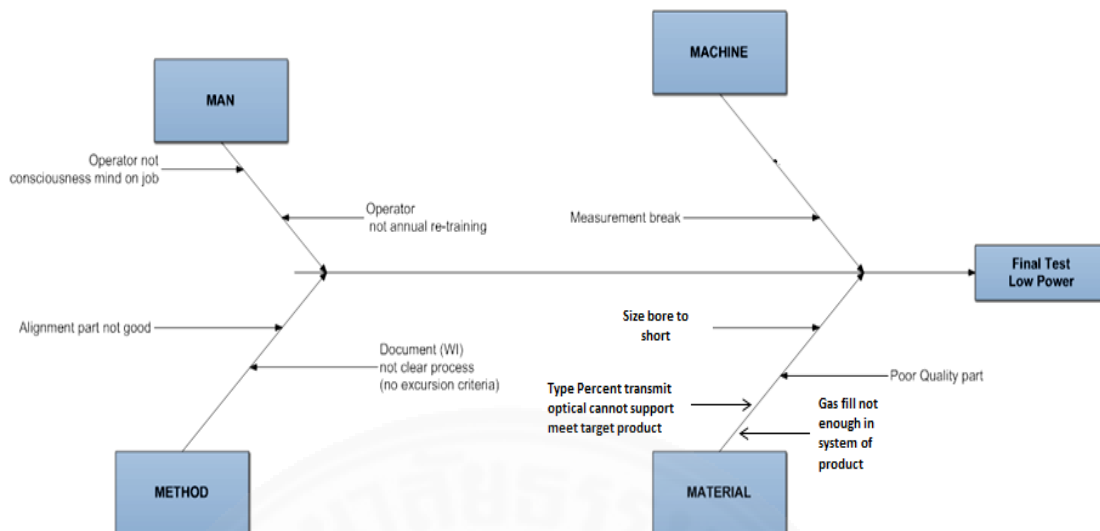 MACHINE
MAN
Operator not
consciousness mind on job
Operator
not annual re-training
Measurement break
Final Test
Low Power
Alignment part not good
Document (WI)
not clear process
(no excursion criteria)
Size bore to
short
Poor Quality part
Type Percent transmit
optical cannot support
meet target product
Gas fill not
enough in
system of
product
METHOD
MATERIAL